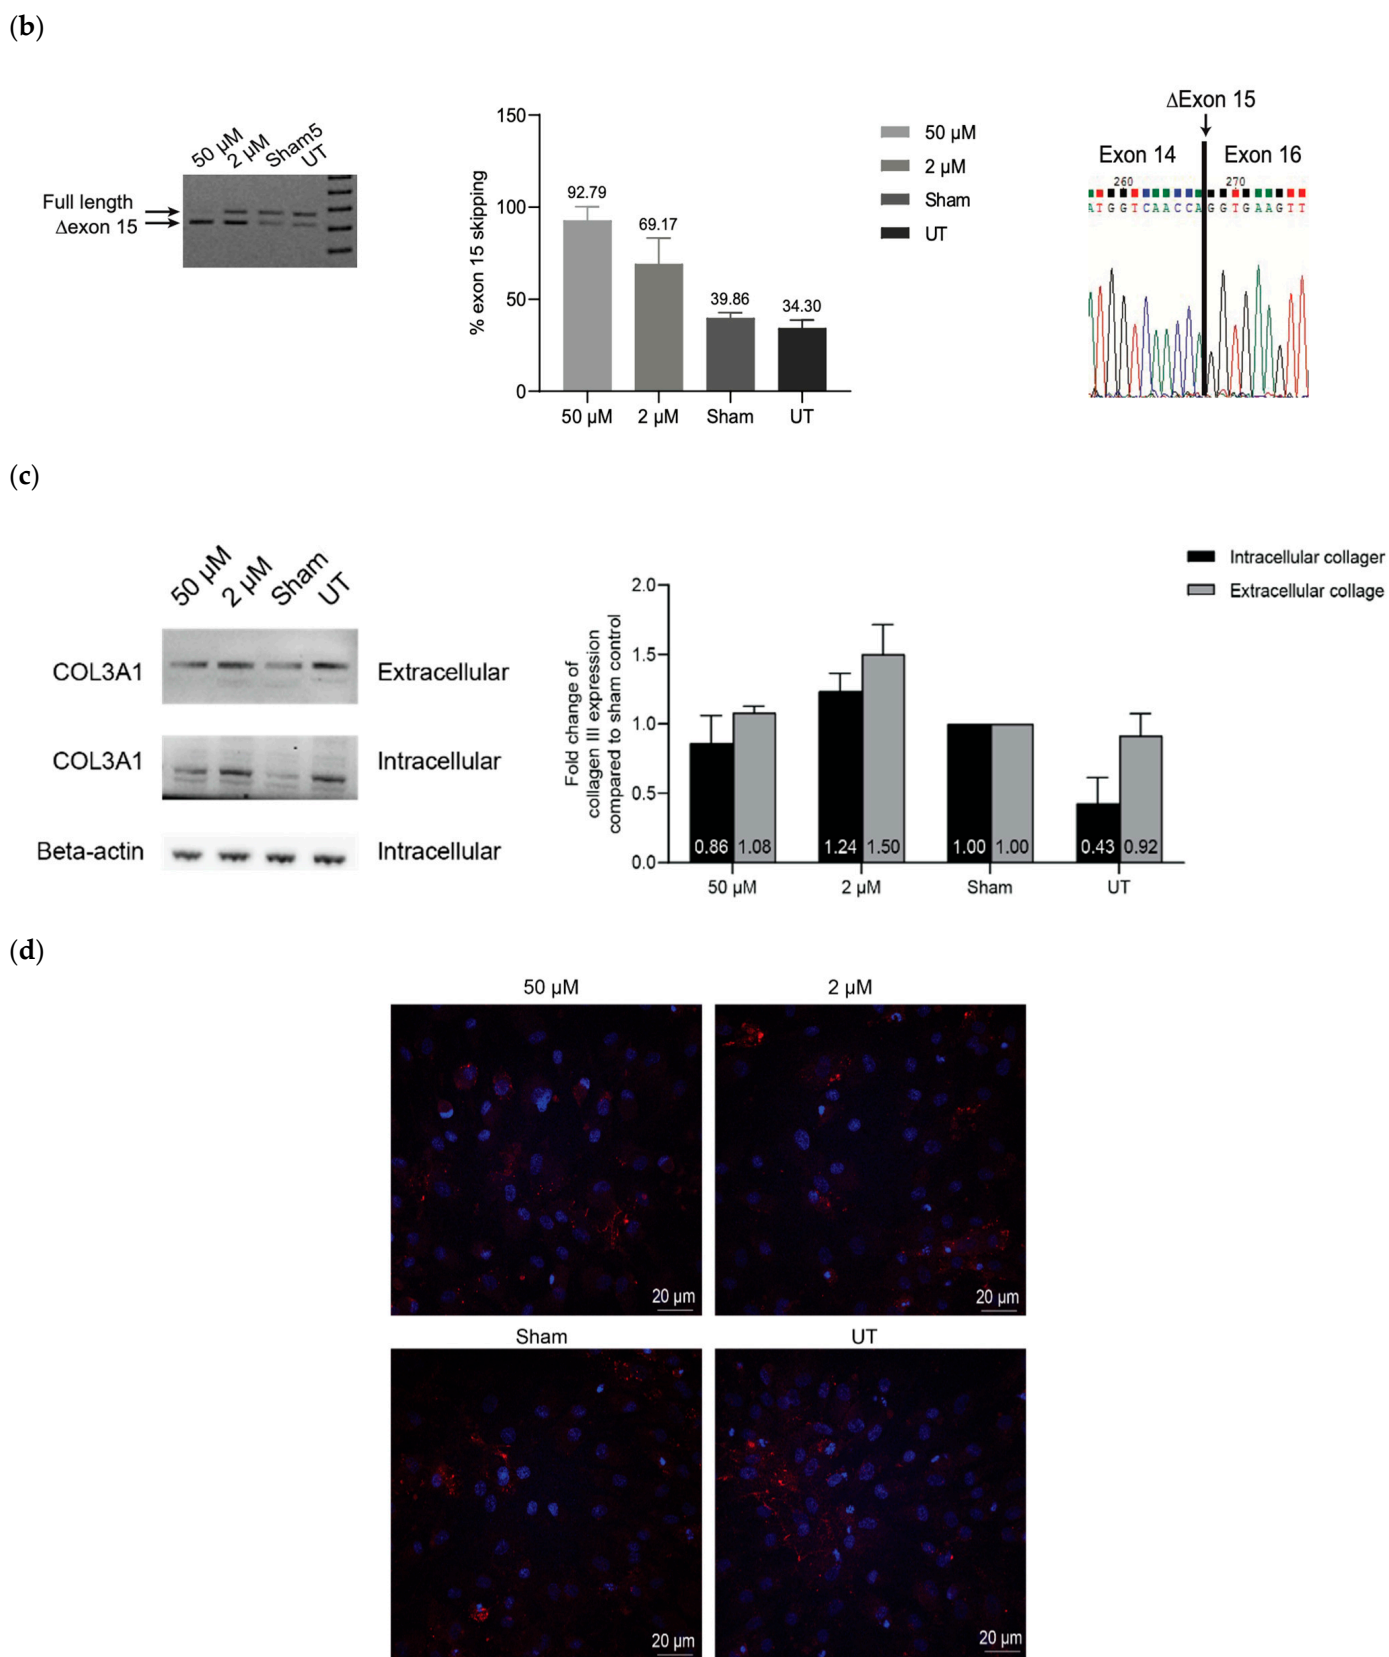 (b)
50 µM
2 µM
Sham5
UT
Full length
Δexon 15
% exon 15 skipping
150
100
50
0
92.79
69.17
39.86
34.30
50 µM
2 µM
Sham
UT
50 µM
2 µM
Sham
UT
ΔExon 15
Exon 14
Exon 16
260
270
ATGGTCAACCAGGTGAAGTT
(c)
50 µM
2 µM
Sham
UT
COL3A1
Extracellular
COL3A1
Intracellular
Beta-actin
Intracellular
Fold change of
collagen III expression
compared to sham control
2.0
1.5
1.0
0.5
0.0
0.86
1.08
1.24
1.50
1.00
1.00
0.43
0.92
50 µM
2 µM
Sham
UT
Intracellular collager
Extracellular collage
(d)
50 µM
2 µM
20 µm
20 µm
Sham
UT
20 µm
20 µm